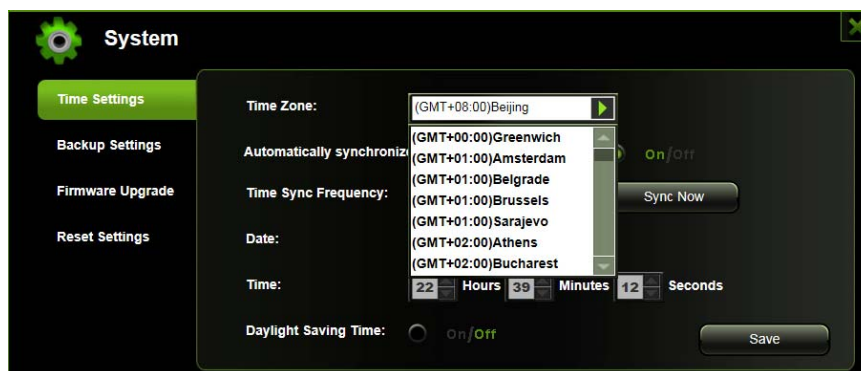 System
Time Settings
Backup Settings
Firmware Upgrade
Reset Settings
Time Zone: (GMT+08:00)Beijing
(GMT+00:00)Greenwich
(GMT+01:00)Amsterdam
(GMT+01:00)Belgrade
(GMT+01:00)Brussels
(GMT+01:00)Sarajevo
(GMT+02:00)Athens
(GMT+02:00)Bucharest
Automatically synchroniz On/Off
Time Sync Frequency: Sync Now
Date:
Time: 22 Hours 39 Minutes 12 Seconds
Daylight Saving Time: On/Off
Save